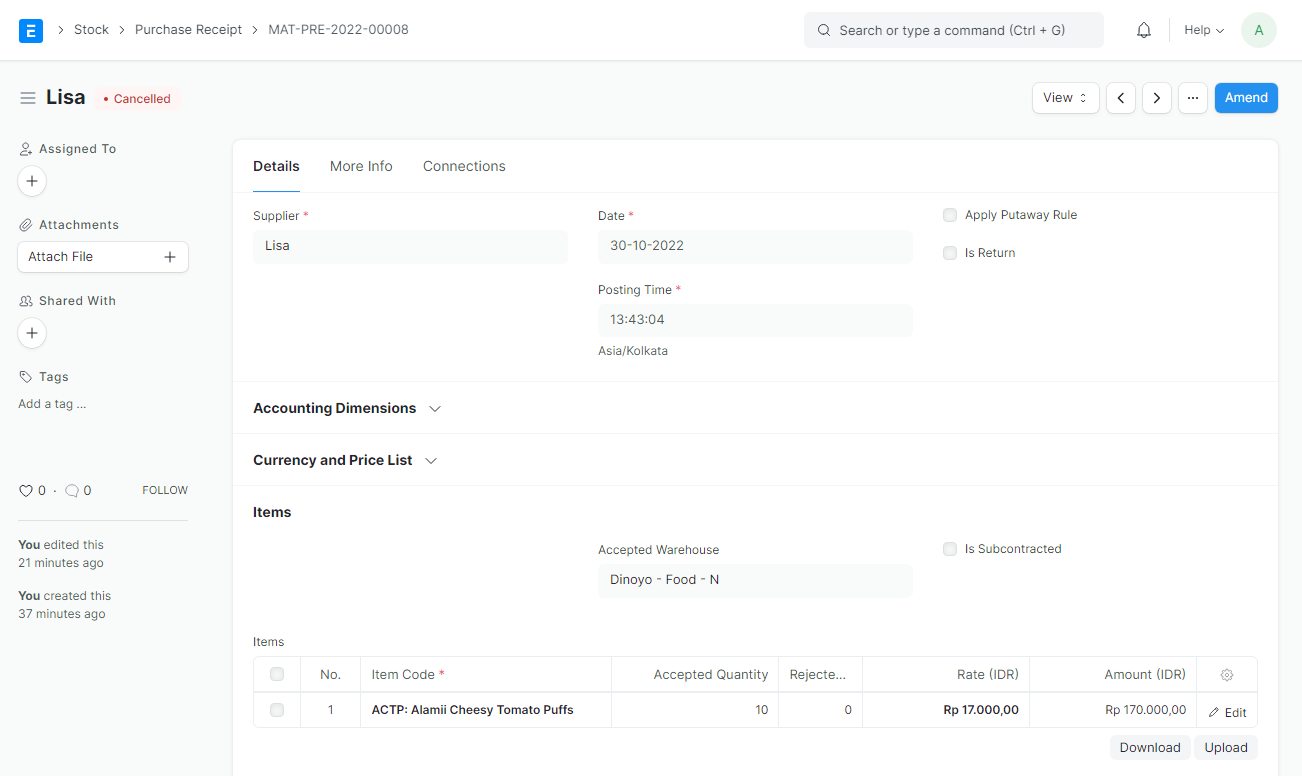 E Stock Purchase Receipt MAT-PRE-2022-00008 Search or type a command (Ctrl + G) Help A
Lisa • Cancelled View ... Amend
Assigned To
Attachments
Attach File
Shared With
Tags
Add a tag ...
0 · 0 FOLLOW
You edited this
21 minutes ago
You created this
37 minutes ago
Details More Info Connections
Supplier * Date * Apply Putaway Rule
Lisa 30-10-2022
Is Return
Posting Time *
13:43:04
Asia/Kolkata
Accounting Dimensions
Currency and Price List
Items
Accepted Warehouse Is Subcontracted
Dinoyo - Food - N
Items
No. Item Code * Accepted Quantity Rejecte... Rate (IDR) Amount (IDR)
1 ACTP: Alamii Cheesy Tomato Puffs 10 0 Rp 17.000,00 Rp 170.000,00 Edit
Download Upload